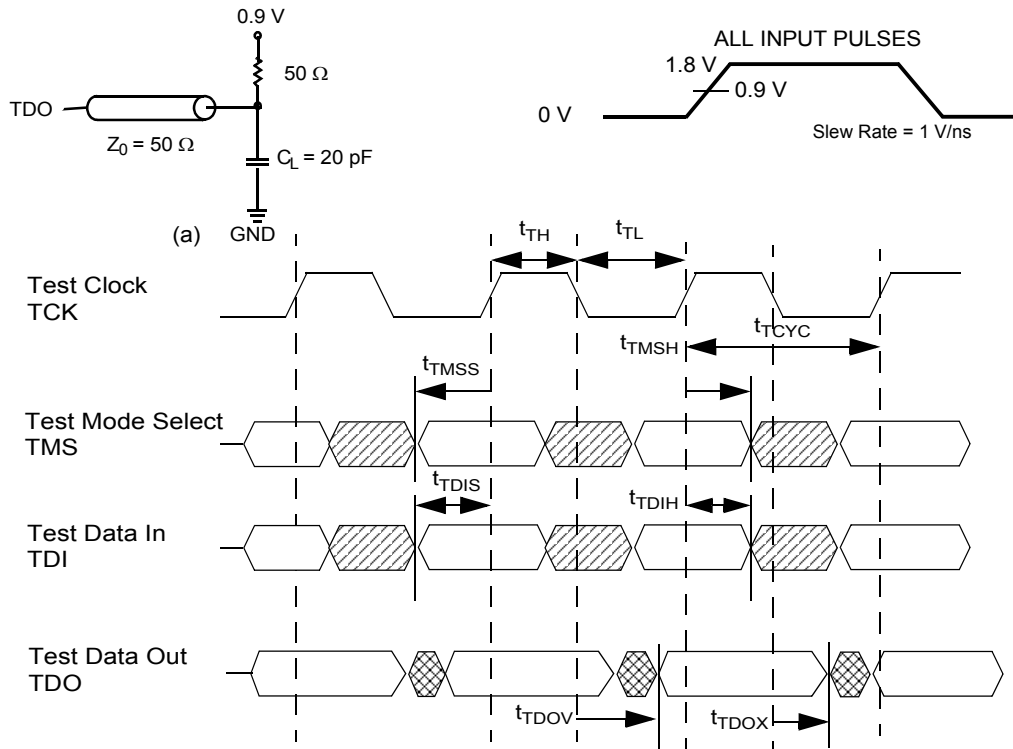 0.9 V
50 Ω
TDO
Z0 = 50 Ω
CL = 20 pF
(a)
GND
ALL INPUT PULSES
1.8 V
0.9 V
0 V
Slew Rate = 1 V/ns
tTH
tTL
Test Clock
TCK
tTMSH
tTCYC
tTMSS
Test Mode Select
TMS
tTDIS
tTDIH
Test Data In
TDI
Test Data Out
TDO
tTDOV
tTDOX